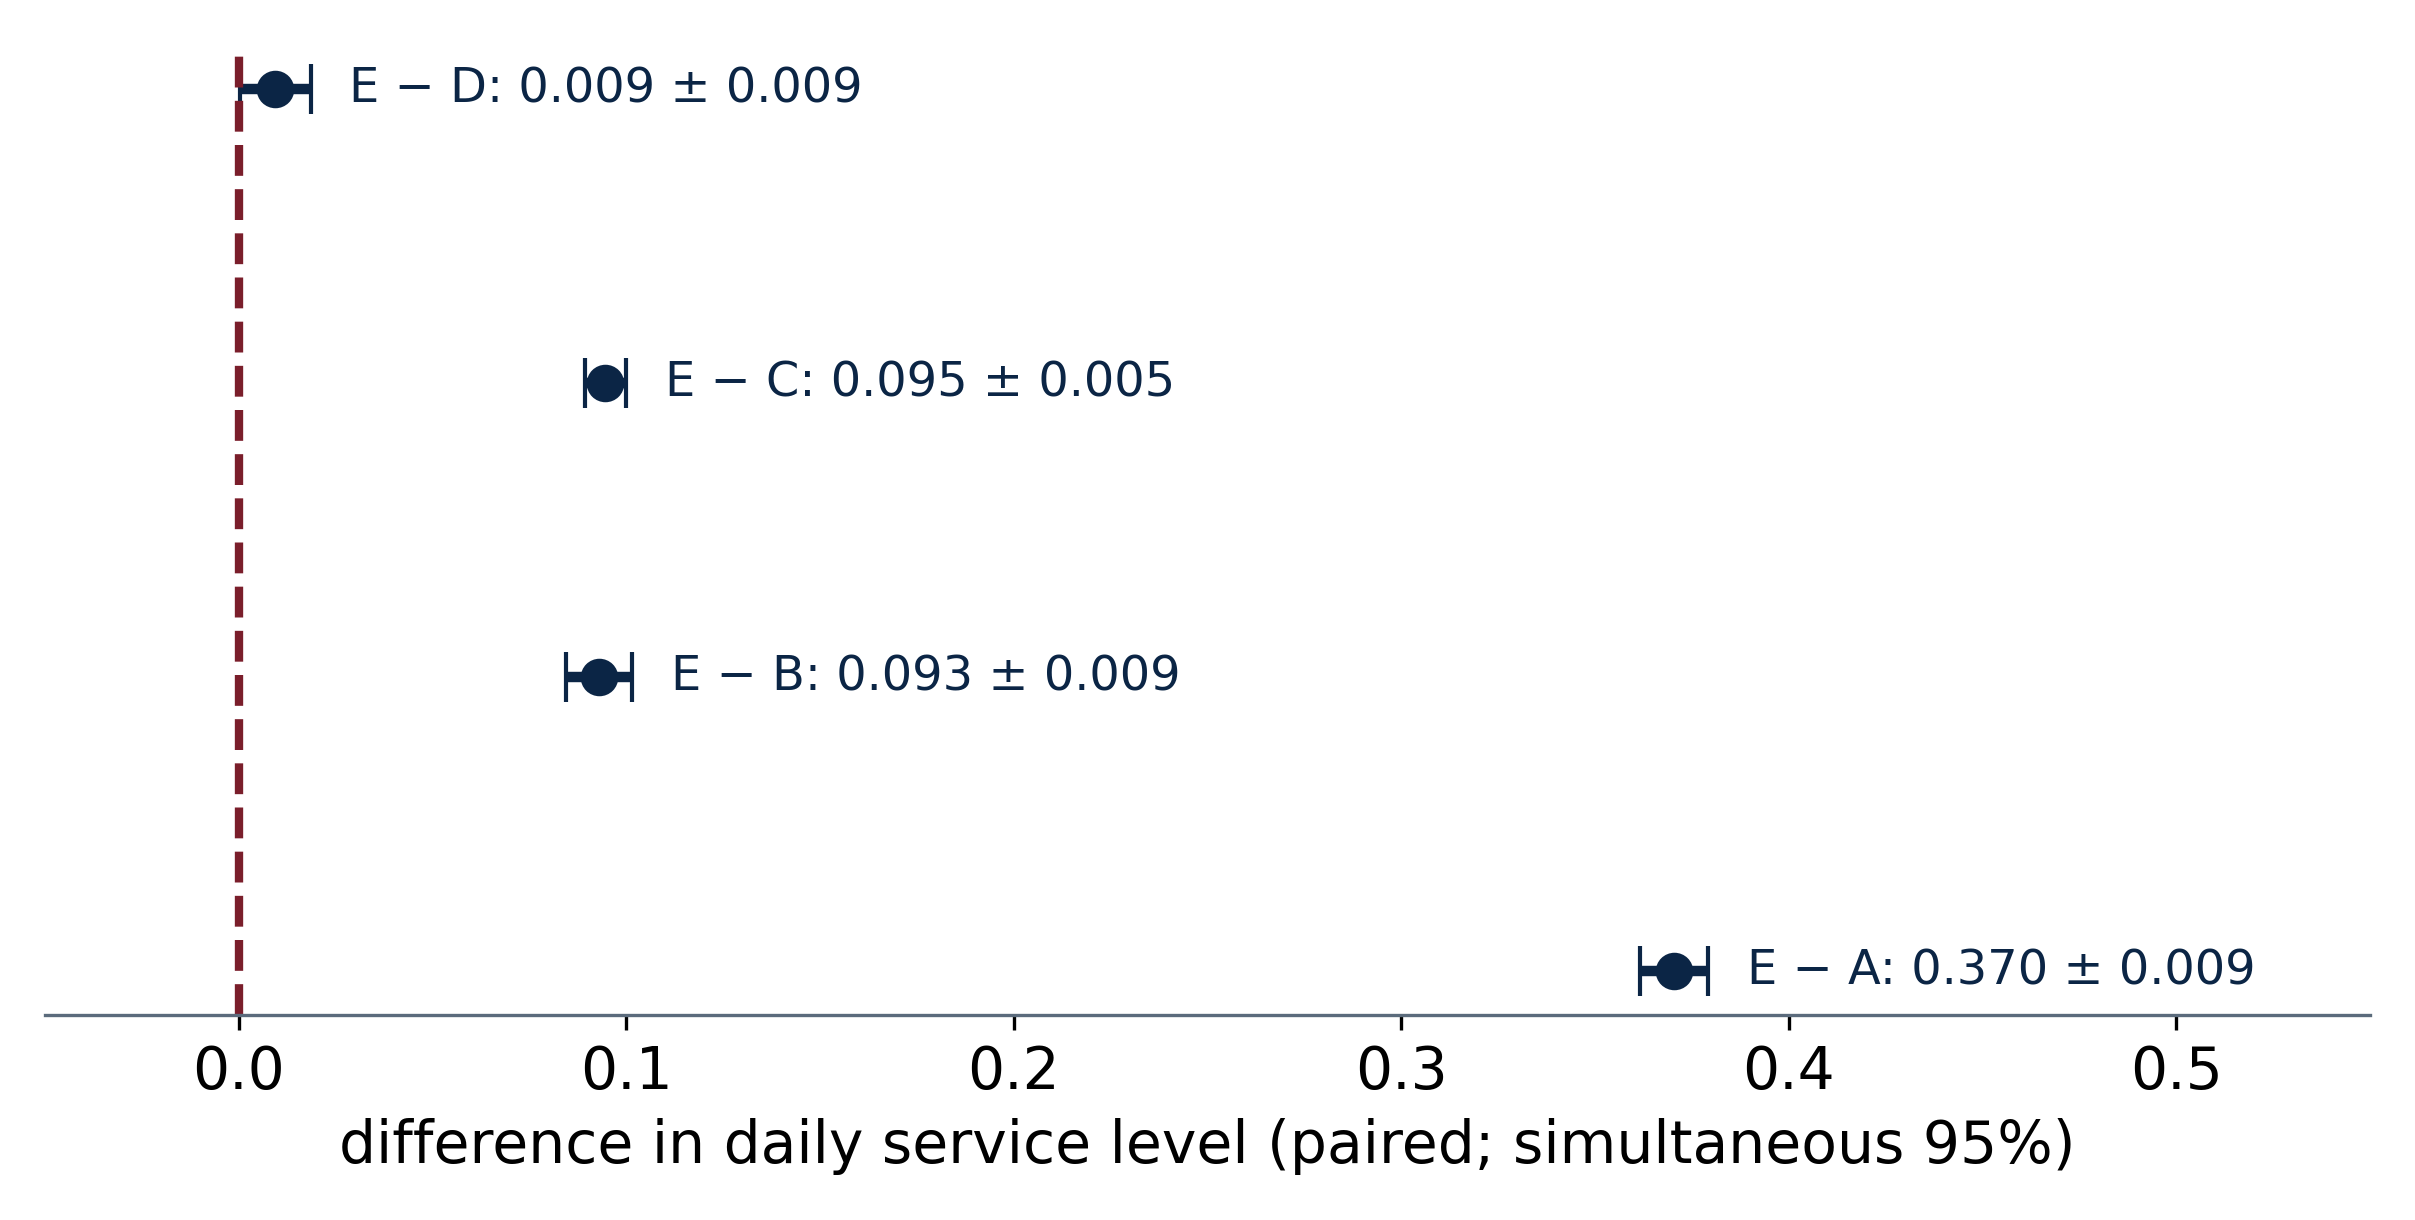 E − D: 0.009 ± 0.009
E − C: 0.095 ± 0.005
E − B: 0.093 ± 0.009
E − A: 0.370 ± 0.009
0.0 0.1 0.2 0.3 0.4 0.5
difference in daily service level (paired; simultaneous 95%)